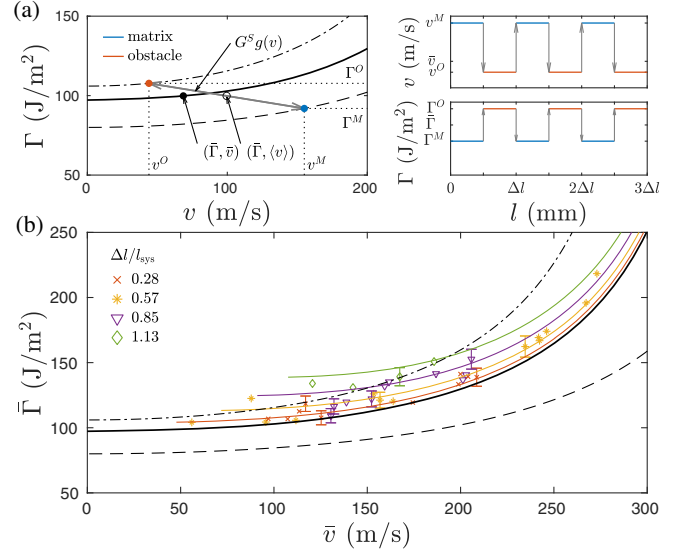 (a)
matrix
obstacle
G^S g(v)
Γ^O
Γ^M
(Γ̄, v̄) (Γ̄, ⟨v⟩)
v^O
v^M
150
100
50
Γ (J/m²)
0 100 200
v (m/s)
v^M
v̄
v^O
v (m/s)
Γ^O
Γ̄
Γ^M
Γ (J/m²)
0 Δl 2Δl 3Δl
l (mm)
(b)
Δl/l_sys
0.28
0.57
0.85
1.13
250
200
150
100
50
Γ̄ (J/m²)
0 50 100 150 200 250 300
v̄ (m/s)